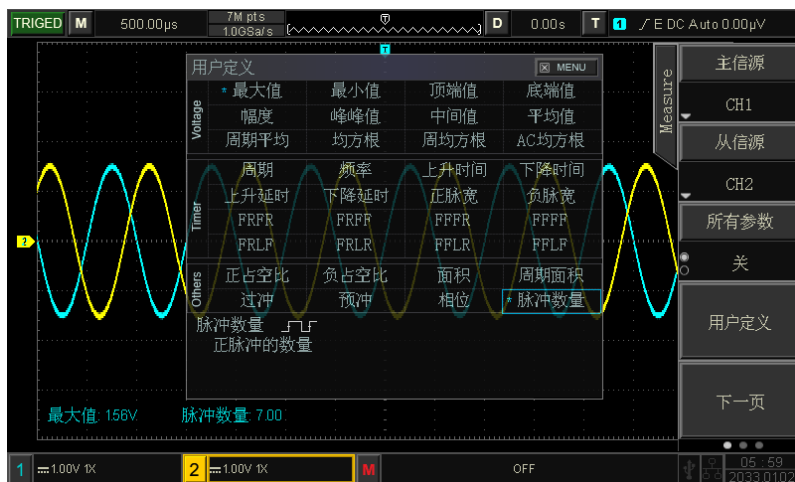 TRIGED M 500.00μs 7M pts 1.0GSa/s T D 0.00s T 1 E DC Auto 0.00μV
T
用户定义 MENU
Voltage
*最大值 最小值 顶端值 底端值
幅度 峰峰值 中间值 平均值
周期平均 均方根 周均方根 AC均方根
Timer
周期 频率 上升时间 下降时间
上升延时 下降延时 正脉宽 负脉宽
FRFR FRFF FFFR FFFF
FRLF FRLR FFLR FFLF
Others
正占空比 负占空比 面积 周期面积
过冲 预冲 相位 *脉冲数量
脉冲数量
正脉冲的数量
最大值: 1.56V 脉冲数量: 7.00
2
Measure
主信源
CH1
从信源
CH2
所有参数
关
用户定义
下一页
1 1.00V 1X 2 1.00V 1X M OFF
05:59
2033.0102